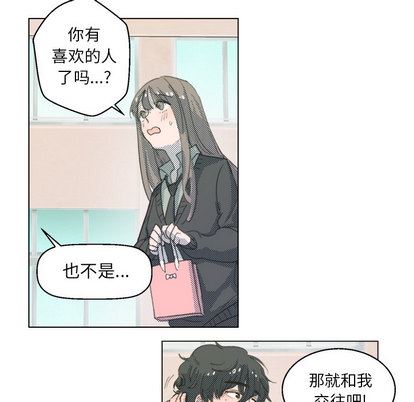 你有
喜欢的人
了吗...?
也不是...
那就和我
交往吧!